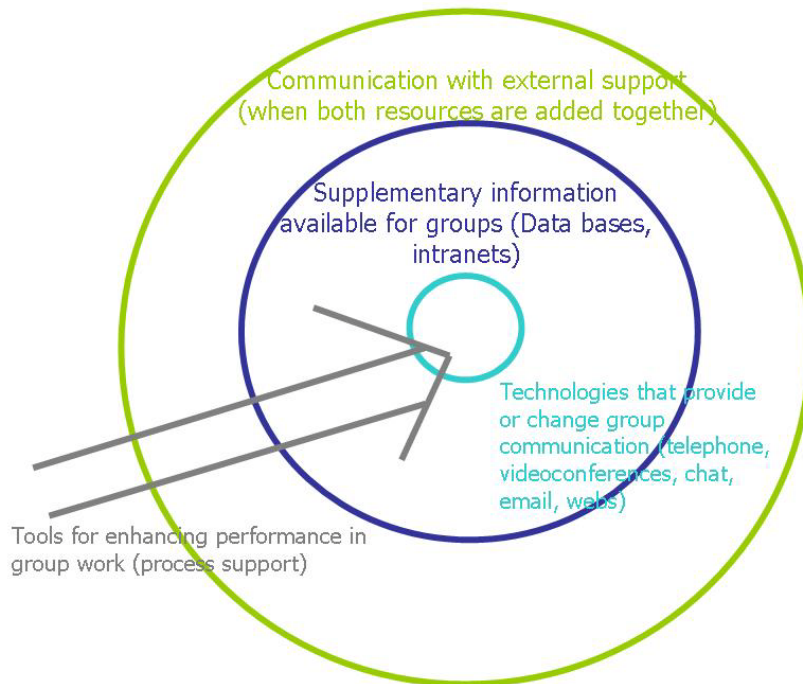 Communication with external support
(when both resources are added together)
Supplementary information
available for groups (Data bases,
intranets)
Technologies that provide
or change group
communication (telephone,
videoconferences, chat,
email, webs)
Tools for enhancing performance in
group work (process support)